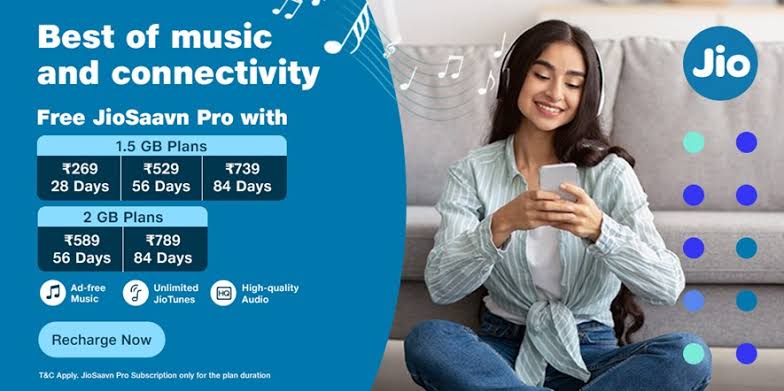 Best of music
and connectivity
Jio
Free JioSaavn Pro with
1.5 GB Plans
₹269 ₹529 ₹739
28 Days 56 Days 84 Days
2 GB Plans
₹589 ₹789
56 Days 84 Days
Ad-free
Music
Unlimited
JioTunes
HQ
High-quality
Audio
Recharge Now
T&C Apply. JioSaavn Pro Subscription only for the plan duration